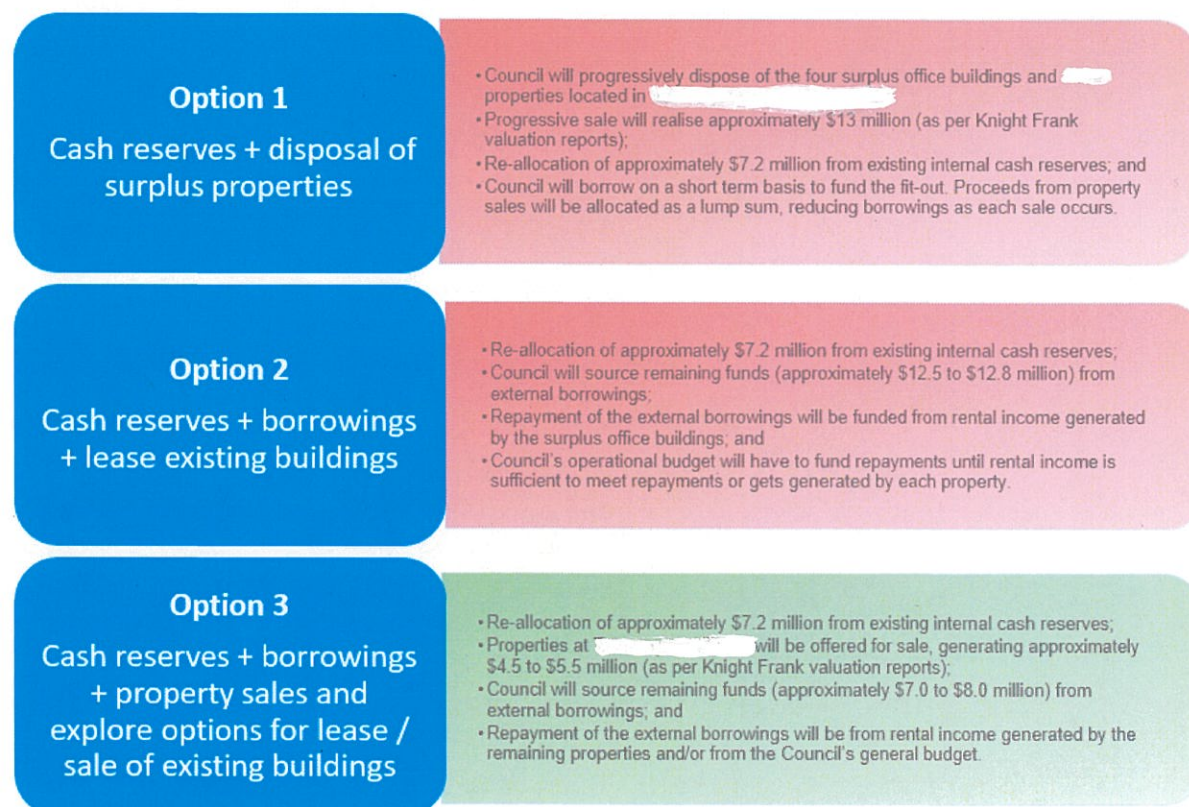 Option 1
Cash reserves + disposal of
surplus properties
• Council will progressively dispose of the four surplus office buildings and
properties located in
• Progressive sale will realise approximately $13 million (as per Knight Frank
valuation reports);
• Re-allocation of approximately $7.2 million from existing internal cash reserves; and
• Council will borrow on a short term basis to fund the fit-out. Proceeds from property
sales will be allocated as a lump sum, reducing borrowings as each sale occurs.
Option 2
Cash reserves + borrowings
+ lease existing buildings
• Re-allocation of approximately $7.2 million from existing internal cash reserves;
• Council will source remaining funds (approximately $12.5 to $12.8 million) from
external borrowings;
• Repayment of the external borrowings will be funded from rental income generated
by the surplus office buildings; and
• Council's operational budget will have to fund repayments until rental income is
sufficient to meet repayments or gets generated by each property.
Option 3
Cash reserves + borrowings
+ property sales and
explore options for lease /
sale of existing buildings
• Re-allocation of approximately $7.2 million from existing internal cash reserves;
• Properties at will be offered for sale, generating approximately
$4.5 to $5.5 million (as per Knight Frank valuation reports);
• Council will source remaining funds (approximately $7.0 to $8.0 million) from
external borrowings; and
• Repayment of the external borrowings will be from rental income generated by the
remaining properties and/or from the Council's general budget.